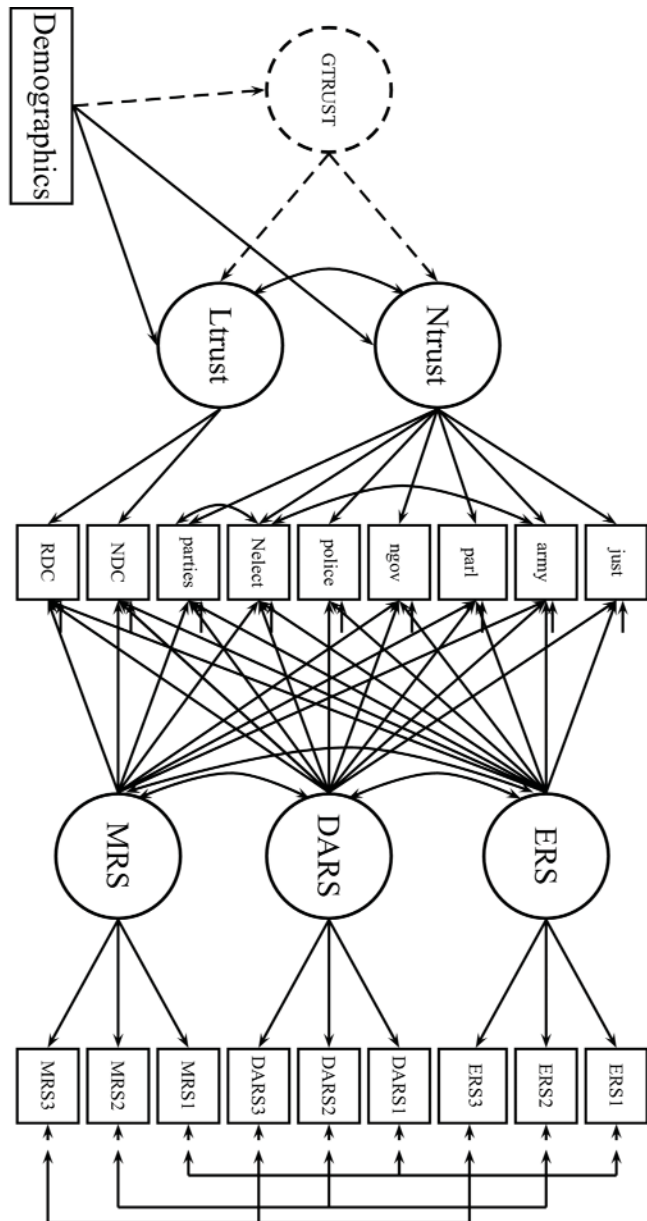 Demographics
GTRUST
Ltrust
Ntrust
RDC
NDC
parties
Nelect
police
ngov
parl
army
just
MRS
DARS
ERS
MRS3
MRS2
MRS1
DARS3
DARS2
DARS1
ERS3
ERS2
ERS1